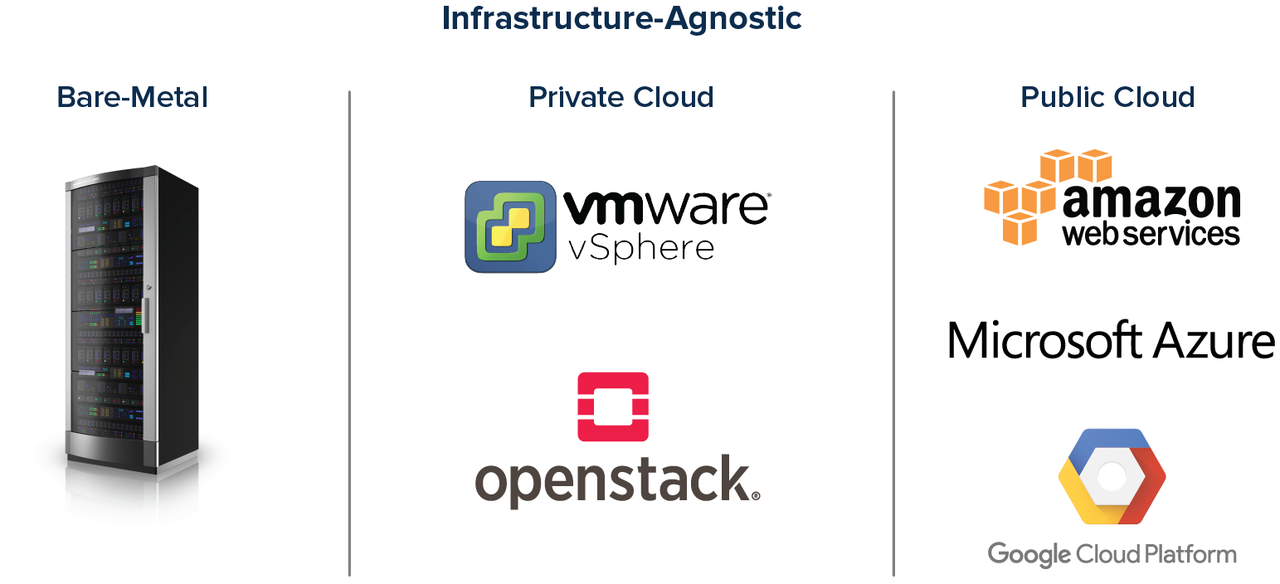 Infrastructure-Agnostic
Bare-Metal
Private Cloud
vmware®
vSphere
openstack®
Public Cloud
amazon
web services
Microsoft Azure
Google Cloud Platform